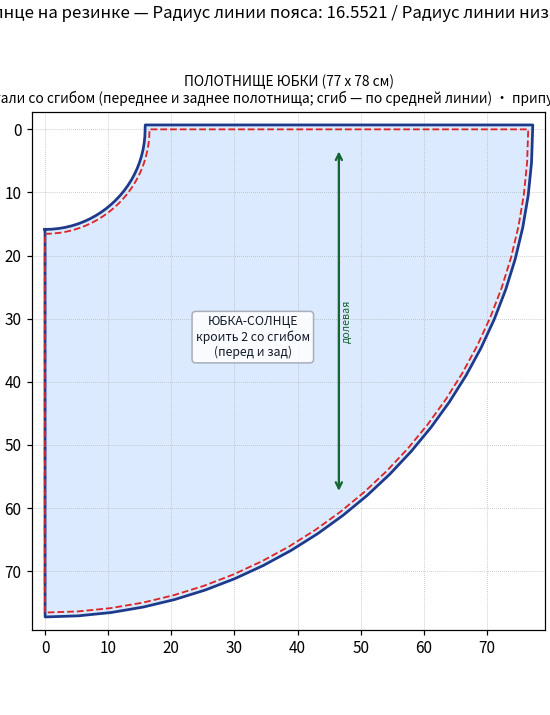 нце на резинке — Радиус линии пояса: 16.5521 / Радиус линии низ
ПОЛОТНИЩЕ ЮБКИ (77 x 78 см)
али со сгибом (переднее и заднее полотнища; сгиб — по средней линии) • припу
0
10
20
30
40
50
60
70
долевая
ЮБКА-СОЛНЦЕ
кроить 2 со сгибом
(перед и зад)
0 10 20 30 40 50 60 70